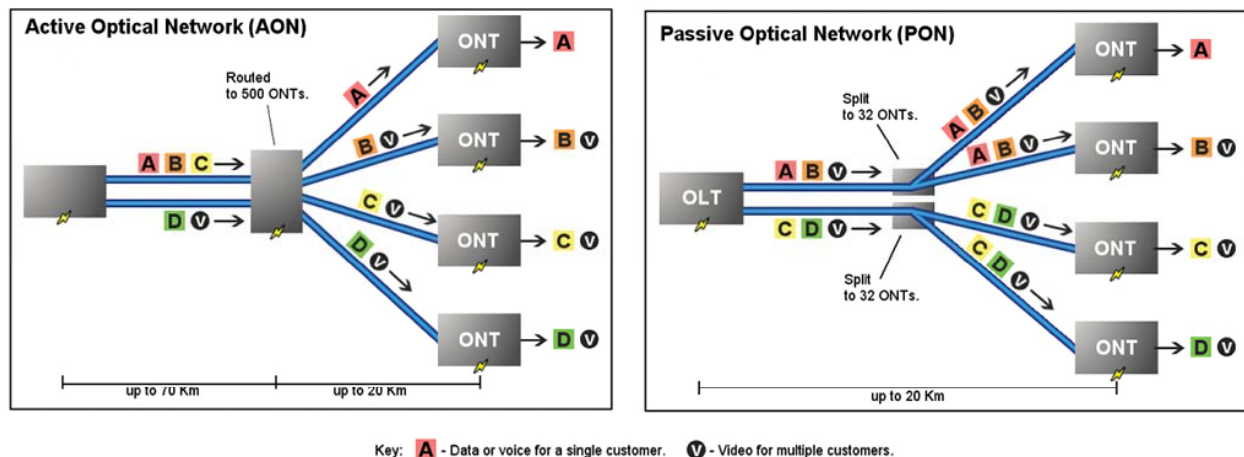 Active Optical Network (AON)
Routed
to 500 ONTs.
A B C
D V
A
B V
C V
D V
ONT
A
ONT
B V
ONT
C V
ONT
D V
up to 70 Km
up to 20 Km
Passive Optical Network (PON)
OLT
A B V
C D V
Split
to 32 ONTs.
Split
to 32 ONTs.
A B V
A B V
C D V
C D V
ONT
A
ONT
B V
ONT
C V
ONT
D V
up to 20 Km
Key: A - Data or voice for a single customer. V - Video for multiple customers.